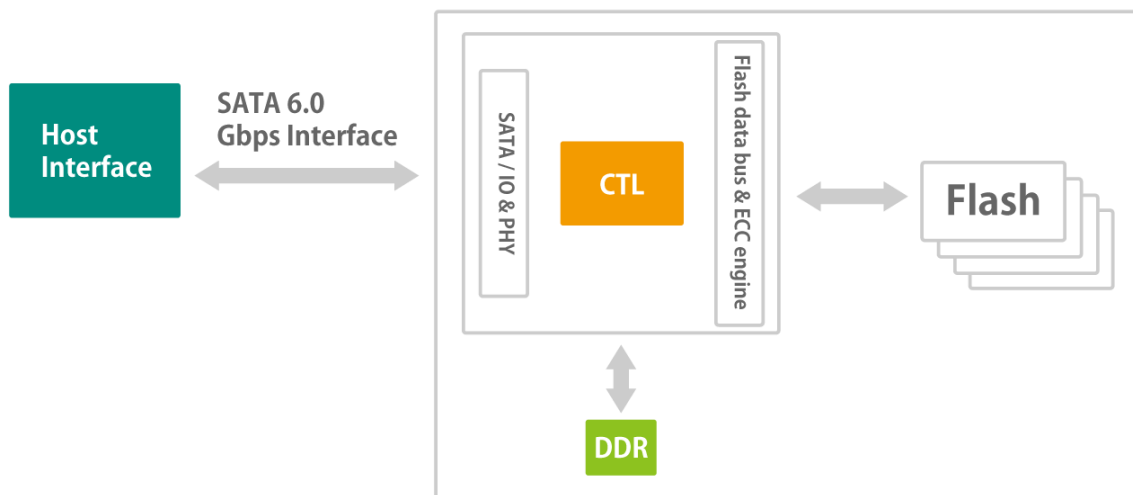 Host
Interface
SATA 6.0
Gbps Interface
SATA / IO & PHY
CTL
Flash data bus & ECC engine
Flash
DDR